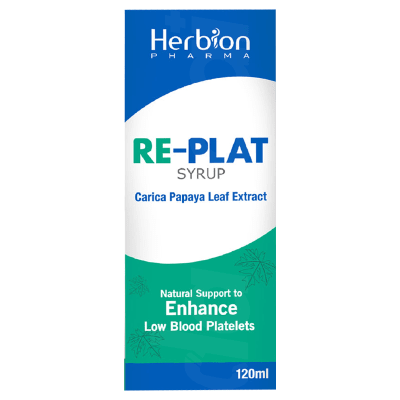 Herbion
PHARMA
RE-PLAT
SYRUP
Carica Papaya Leaf Extract
Natural Support to
Enhance
Low Blood Platelets
120ml